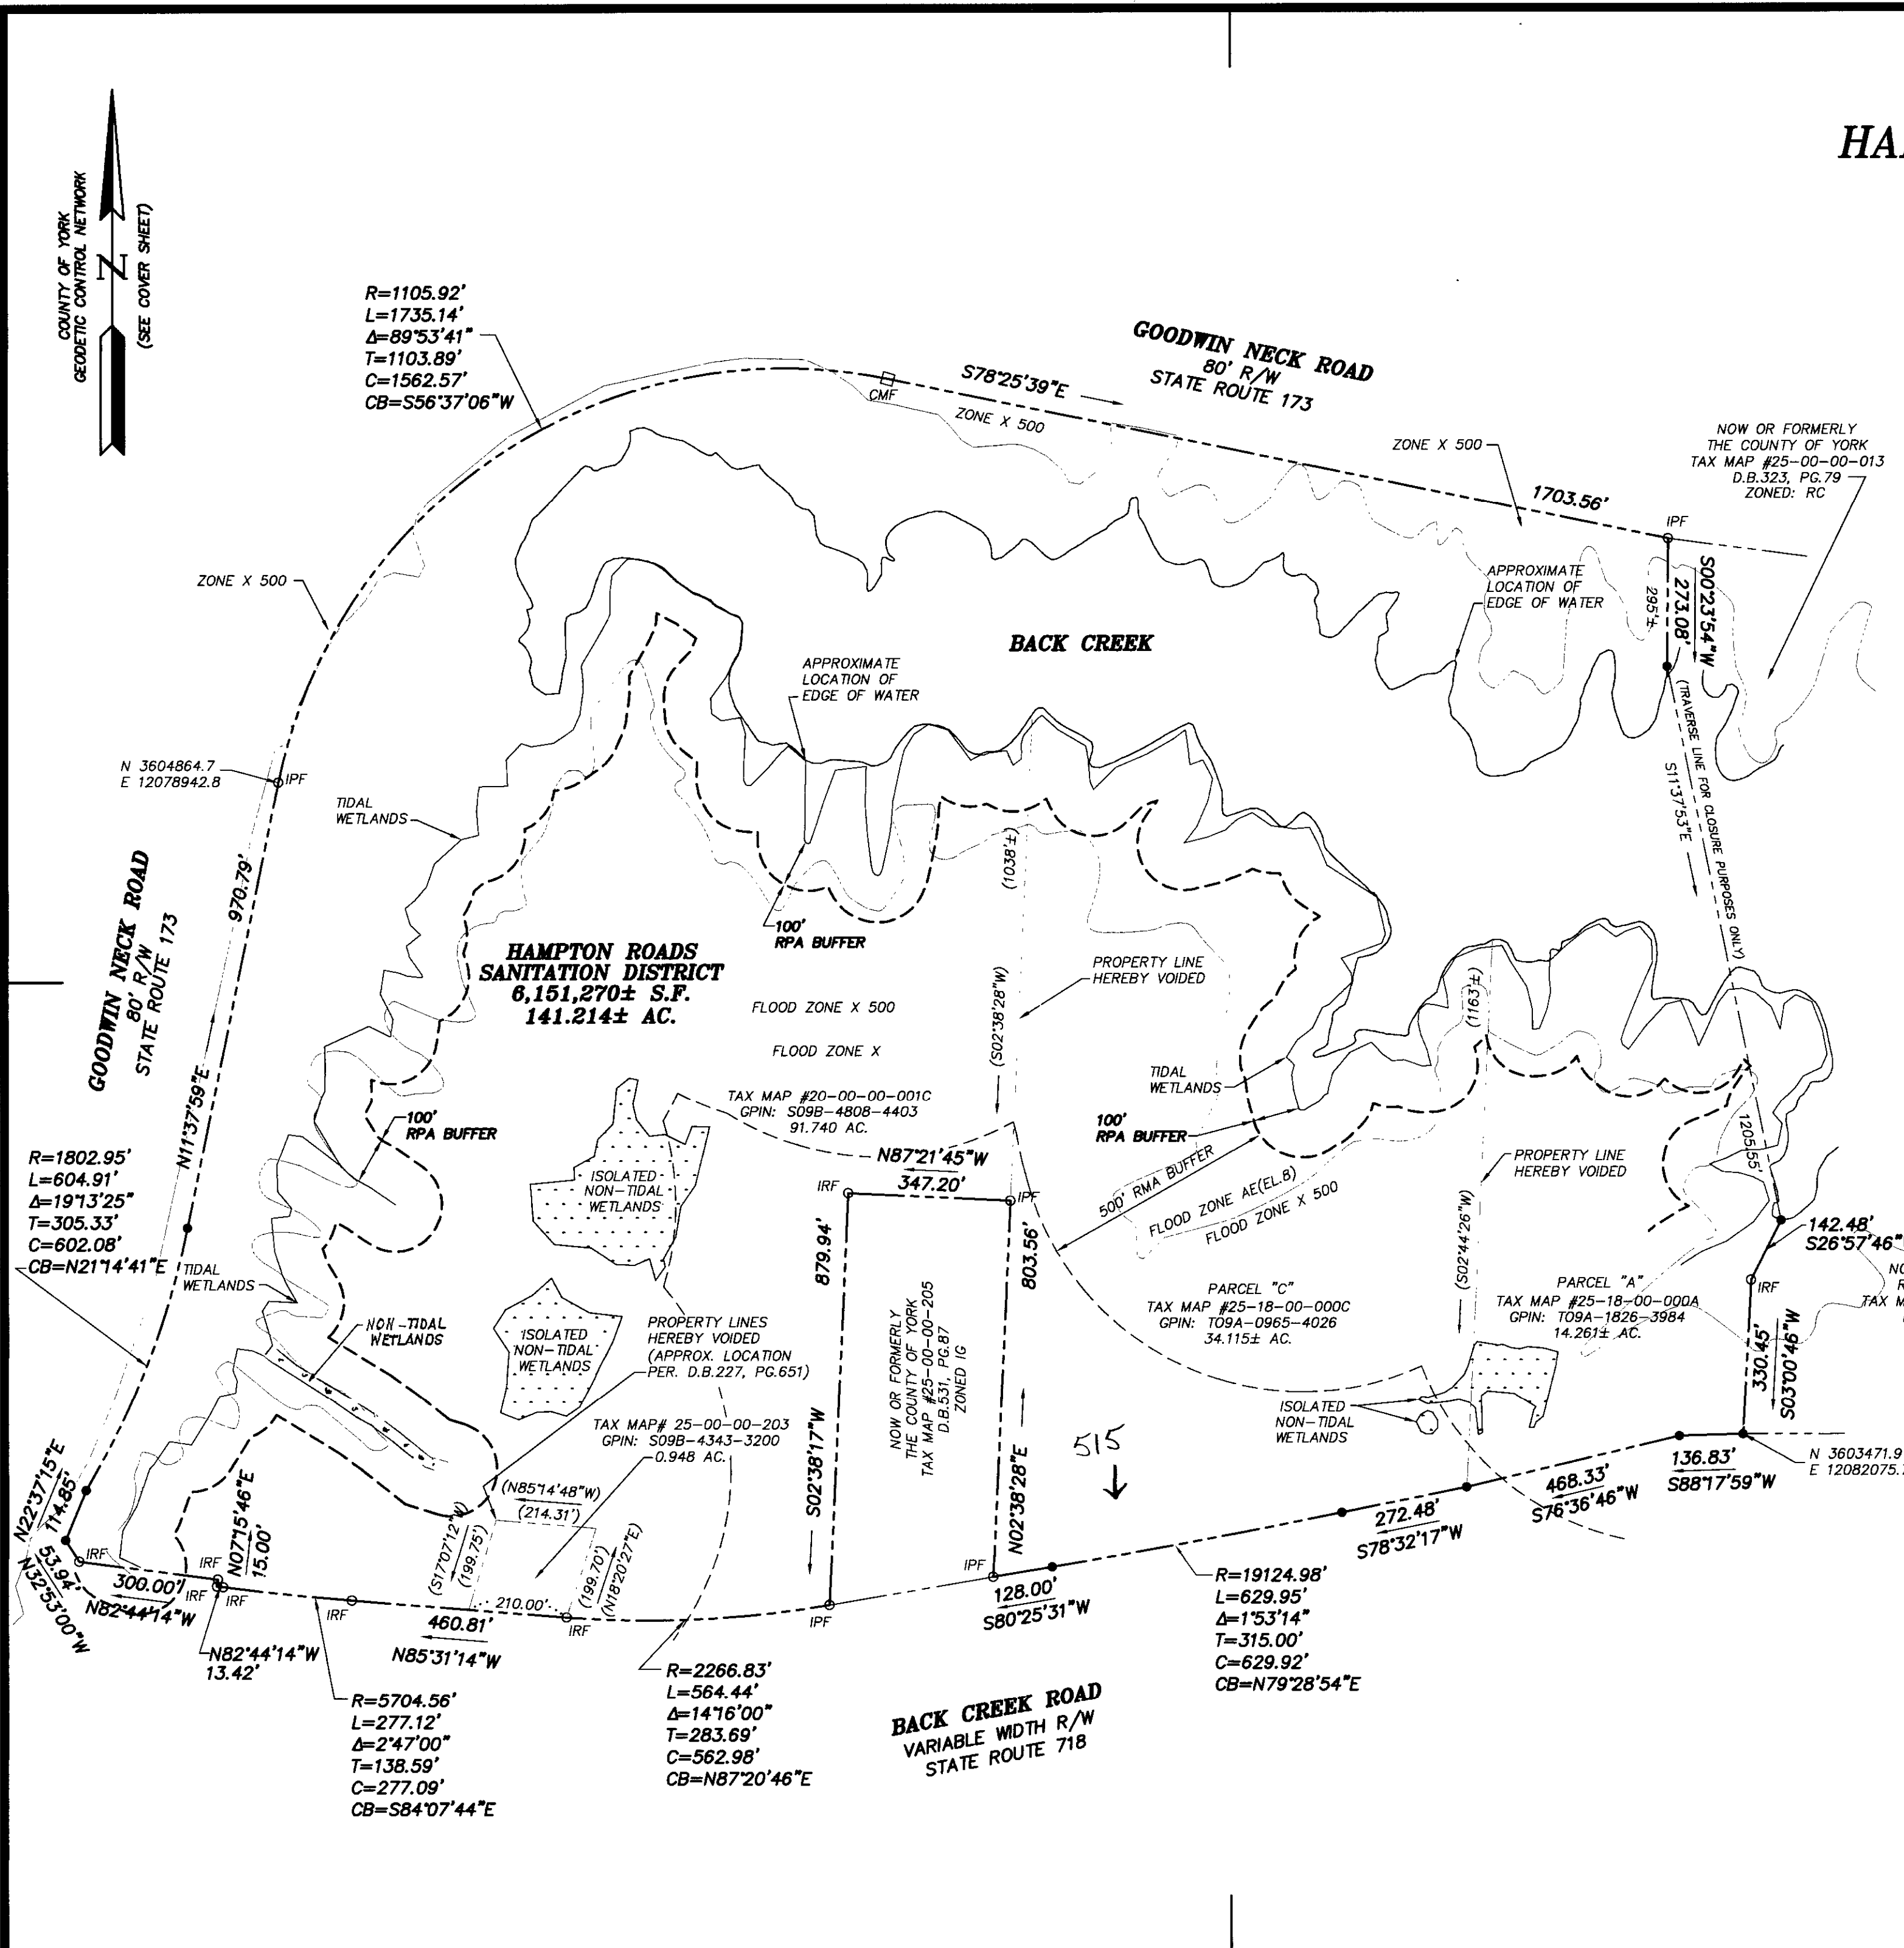 HA
COUNTY OF YORK
GEODETIC CONTROL NETWORK
N
(SEE COVER SHEET)
R=1105.92'
L=1735.14'
Δ=89°53'41"
T=1103.89'
C=1562.57'
CB=S56°37'06"W
GOODWIN NECK ROAD
80' R/W
STATE ROUTE 173
S78°25'39"E
CMF
ZONE X 500
ZONE X 500
1703.56'
IPF
NOW OR FORMERLY
THE COUNTY OF YORK
TAX MAP #25-00-00-013
D.B.323, PG.79
ZONED: RC
ZONE X 500
APPROXIMATE
LOCATION OF
EDGE OF WATER
295'±
S00°23'54"W
273.08'
BACK CREEK
APPROXIMATE
LOCATION OF
EDGE OF WATER
(TRAVERSE LINE FOR CLOSURE PURPOSES ONLY)
S11°37'53"E
1205.55'
N 3604864.7
E 12078942.8
IPF
TIDAL
WETLANDS
970.79'
N11°37'59"E
GOODWIN NECK ROAD
80' R/W
STATE ROUTE 173
100'
RPA BUFFER
HAMPTON ROADS
SANITATION DISTRICT
6,151,270± S.F.
141.214± AC.
FLOOD ZONE X 500
FLOOD ZONE X
(1038'±)
(S02°38'28"W)
PROPERTY LINE
HEREBY VOIDED
(1163'±)
TIDAL
WETLANDS
100'
RPA BUFFER
TAX MAP #20-00-00-001C
GPIN: S09B-4808-4403
91.740 AC.
100'
RPA BUFFER
R=1802.95'
L=604.91'
Δ=19°13'25"
T=305.33'
C=602.08'
CB=N21°14'41"E
ISOLATED
NON-TIDAL
WETLANDS
N87°21'45"W
347.20'
IRF
IPF
500' RMA BUFFER
FLOOD ZONE AE(EL.8)
FLOOD ZONE X 500
PROPERTY LINE
HEREBY VOIDED
(S02°44'26"W)
142.48'
S26°57'46"
IRF
NO
R
TAX M
TIDAL
WETLANDS
NON-TIDAL
WETLANDS
ISOLATED
NON-TIDAL
WETLANDS
PROPERTY LINES
HEREBY VOIDED
(APPROX. LOCATION
PER. D.B.227, PG.651)
879.94'
S02°38'17"W
NOW OR FORMERLY
THE COUNTY OF YORK
TAX MAP #25-00-00-205
D.B.531, PG.87
ZONED IG
803.56'
N02°38'28"E
PARCEL "C"
TAX MAP #25-18-00-000C
GPIN: T09A-0965-4026
34.115± AC.
PARCEL "A"
TAX MAP #25-18-00-000A
GPIN: T09A-1826-3984
14.261± AC.
330.45'
S03°00'46"W
ISOLATED
NON-TIDAL
WETLANDS
TAX MAP# 25-00-00-203
GPIN: S09B-4343-3200
0.948 AC.
515
N 3603471.9
E 12082075.
136.83'
S88°17'59"W
468.33'
S76°36'46"W
272.48'
S78°32'17"W
N22°37'15"E
114.85'
53.94'
N32°53'00"W
IRF
300.00'
N82°44'14"W
IRF
IRF
IRF
N07°15'46"E
15.00'
N82°44'14"W
13.42'
IRF
(S17°07'12"W)
(199.75')
(N85°14'48"W)
(214.31')
(199.70')
(N18°20'27"E)
210.00'
460.81'
N85°31'14"W
IRF
IPF
IPF
128.00'
S80°25'31"W
R=19124.98'
L=629.95'
Δ=1°53'14"
T=315.00'
C=629.92'
CB=N79°28'54"E
R=5704.56'
L=277.12'
Δ=2°47'00"
T=138.59'
C=277.09'
CB=S84°07'44"E
R=2266.83'
L=564.44'
Δ=14°16'00"
T=283.69'
C=562.98'
CB=N87°20'46"E
BACK CREEK ROAD
VARIABLE WIDTH R/W
STATE ROUTE 718